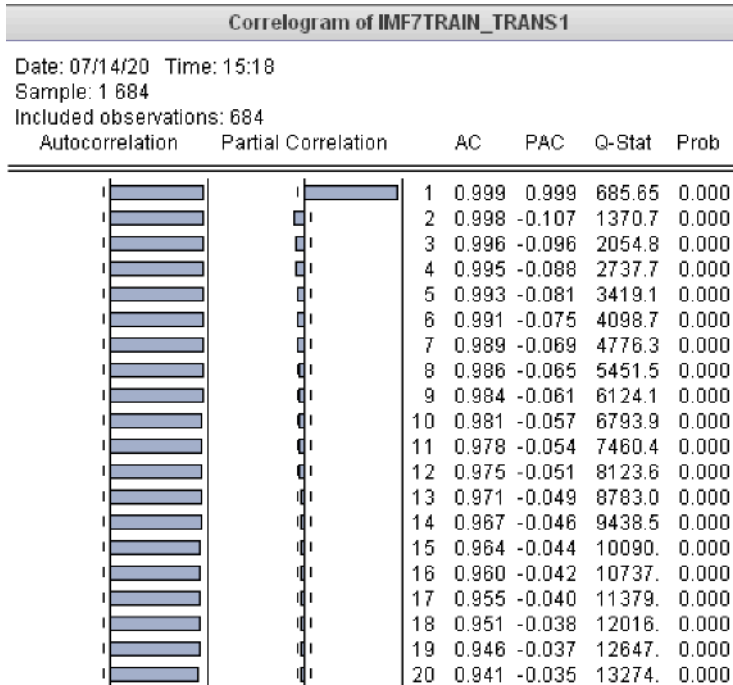 Correlogram of IMF7TRAIN_TRANS1
Date: 07/14/20 Time: 15:18
Sample: 1 684
Included observations: 684
Autocorrelation Partial Correlation AC PAC Q-Stat Prob
1 0.999 0.999 685.65 0.000
2 0.998 -0.107 1370.7 0.000
3 0.996 -0.096 2054.8 0.000
4 0.995 -0.088 2737.7 0.000
5 0.993 -0.081 3419.1 0.000
6 0.991 -0.075 4098.7 0.000
7 0.989 -0.069 4776.3 0.000
8 0.986 -0.065 5451.5 0.000
9 0.984 -0.061 6124.1 0.000
10 0.981 -0.057 6793.9 0.000
11 0.978 -0.054 7460.4 0.000
12 0.975 -0.051 8123.6 0.000
13 0.971 -0.049 8783.0 0.000
14 0.967 -0.046 9438.5 0.000
15 0.964 -0.044 10090. 0.000
16 0.960 -0.042 10737. 0.000
17 0.955 -0.040 11379. 0.000
18 0.951 -0.038 12016. 0.000
19 0.946 -0.037 12647. 0.000
20 0.941 -0.035 13274. 0.000